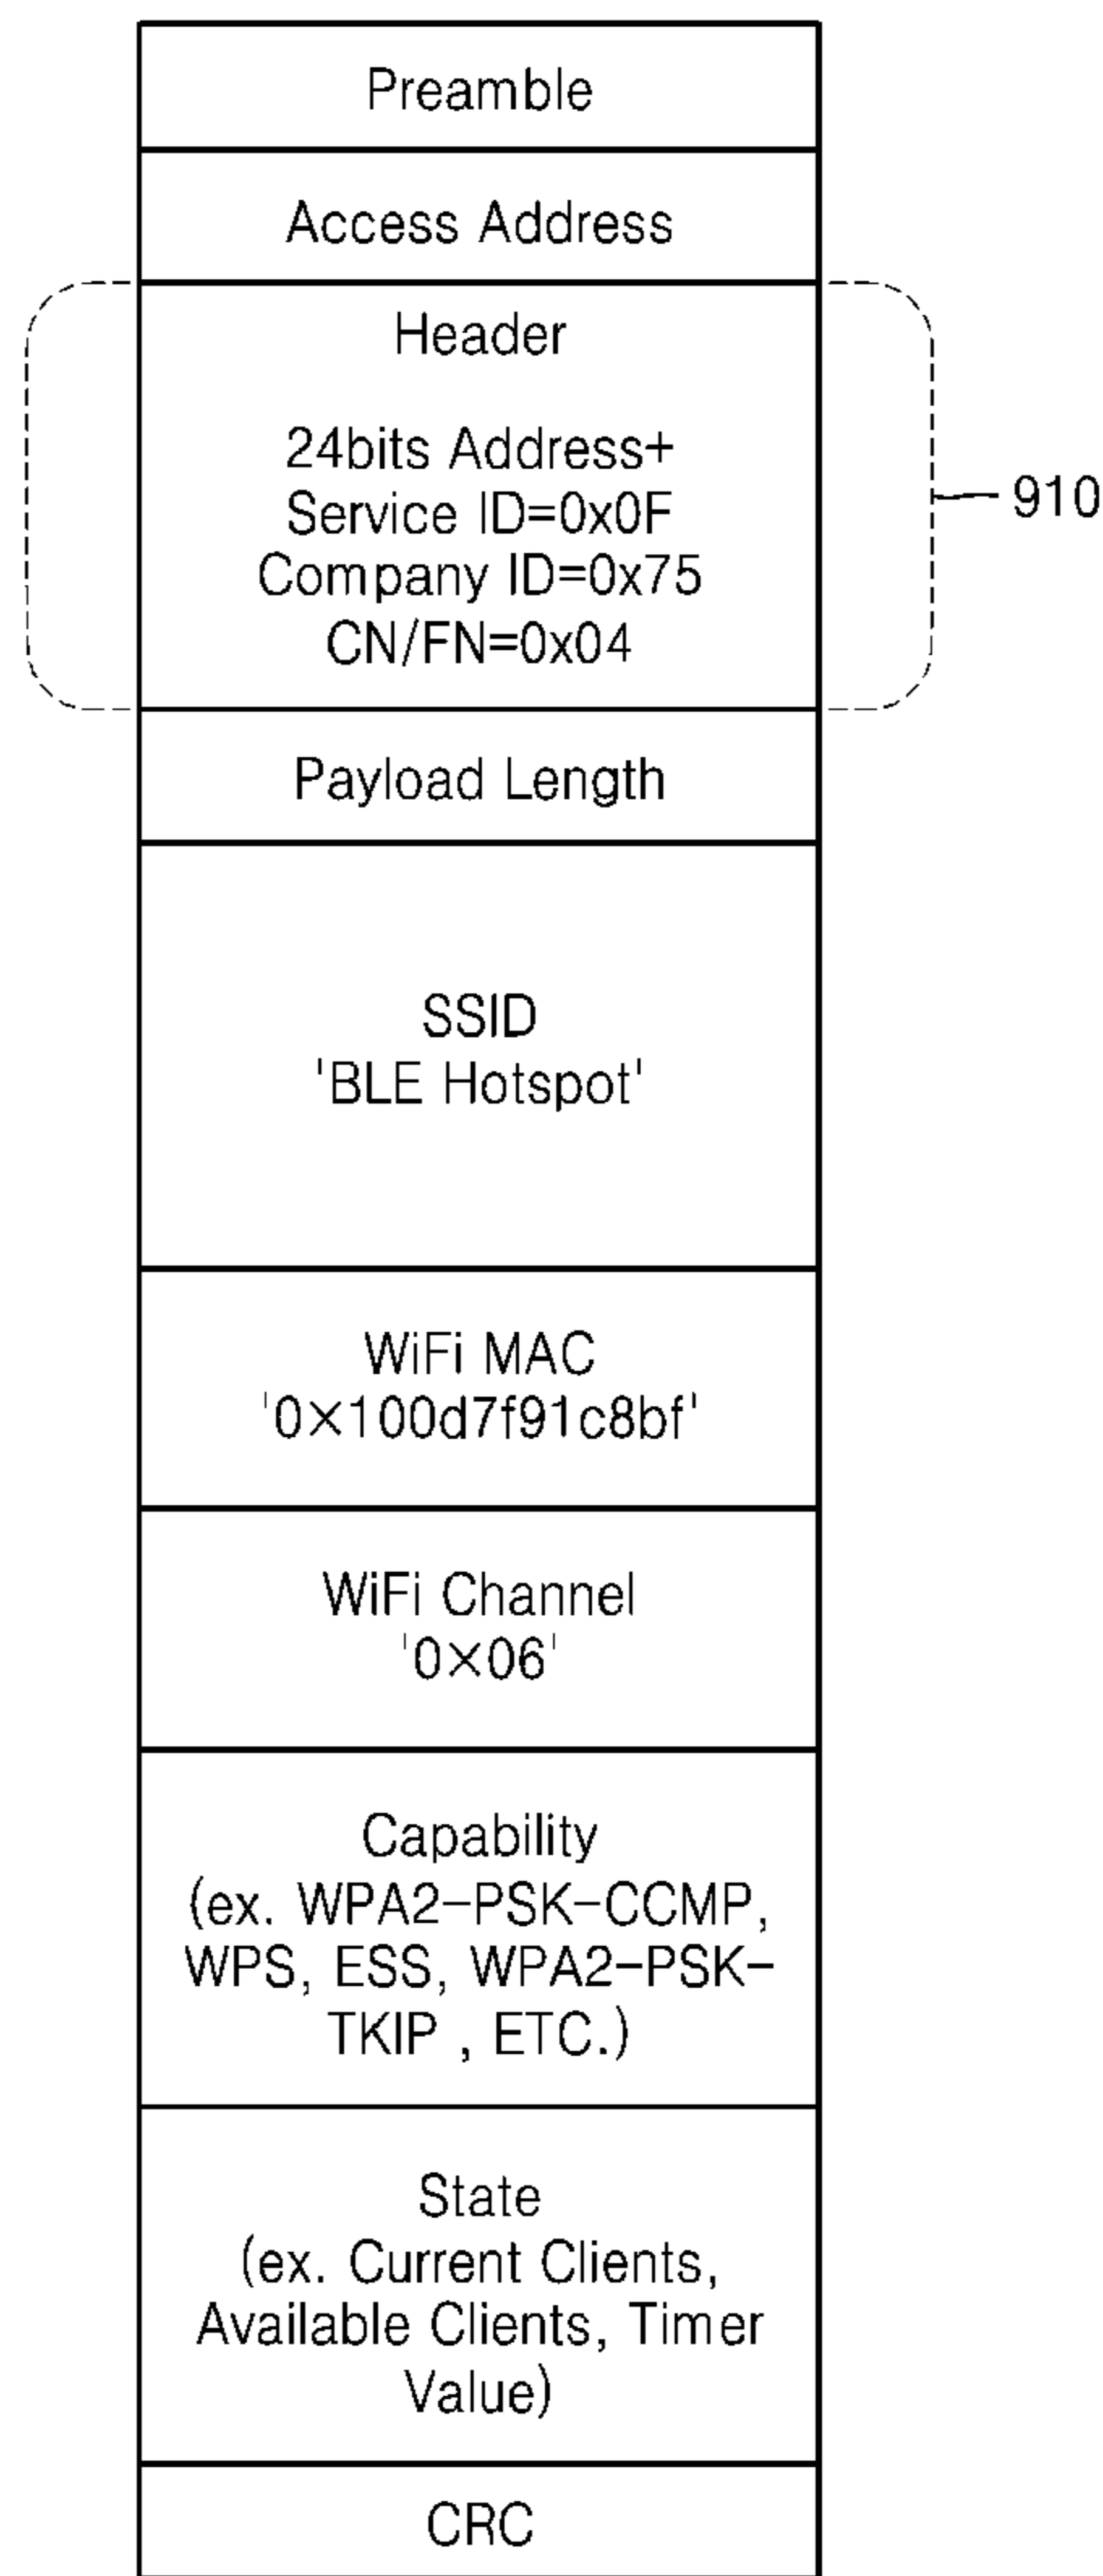 Preamble
Access Address
Header
24bits Address+
Service ID=0x0F
Company ID=0x75
CN/FN=0x04
910
Payload Length
SSID
'BLE Hotspot'
WiFi MAC
'0×100d7f91c8bf'
WiFi Channel
'0×06'
Capability
(ex. WPA2-PSK-CCMP,
WPS, ESS, WPA2-PSK-
TKIP , ETC.)
State
(ex. Current Clients,
Available Clients, Timer
Value)
CRC